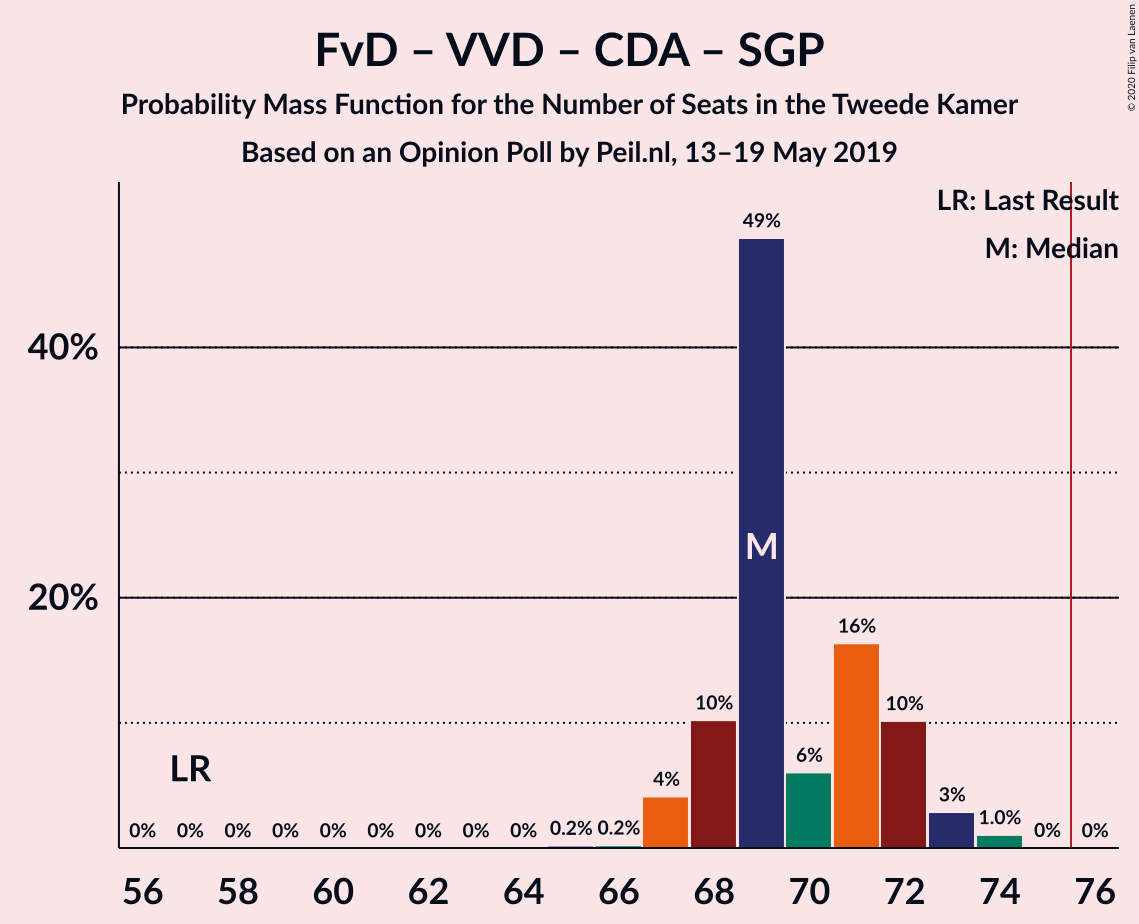 FvD – VVD – CDA – SGP
Probability Mass Function for the Number of Seats in the Tweede Kamer
Based on an Opinion Poll by Peil.nl, 13–19 May 2019
© 2020 Filip van Laenen
LR: Last Result
M: Median
49%
40%
M
20%
16%
10%
10%
6%
LR
4%
3%
0% 0% 0% 0% 0% 0% 0% 0% 0% 0.2% 0.2% 1.0% 0% 0%
56 58 60 62 64 66 68 70 72 74 76